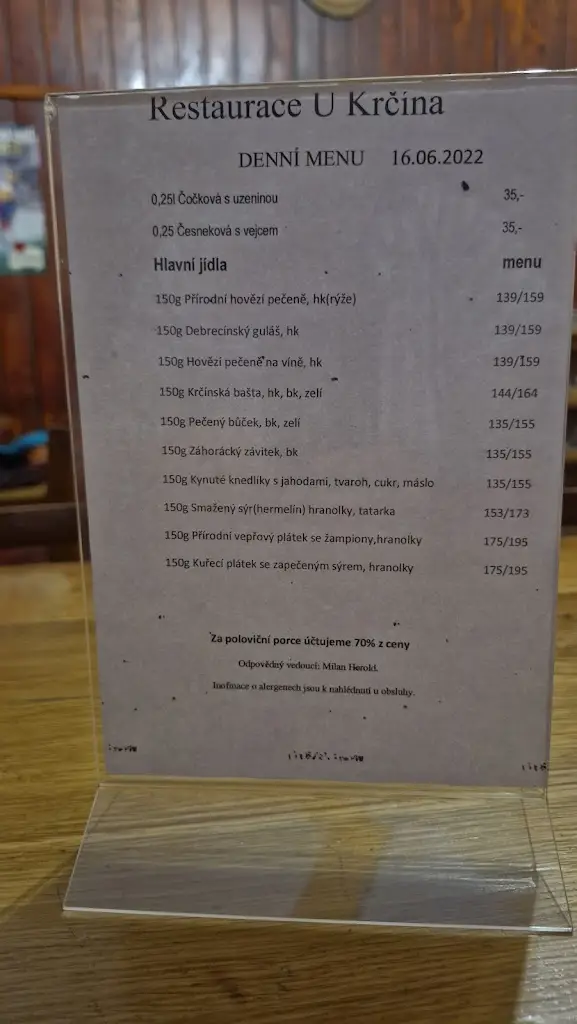 Restaurace U Krčína
DENNÍ MENU 16.06.2022
0,25l Čočková s uzeninou 35,-
0,25 Česneková s vejcem 35,-
Hlavní jídla menu
150g Přírodní hovězí pečeně, hk(rýže) 139/159
150g Debrecínský guláš, hk 139/159
150g Hovězí pečeně na víně, hk 139/159
150g Krčínská bašta, hk, bk, zelí 144/164
150g Pečený bůček, bk, zelí 135/155
150g Záhorácký závitek, bk 135/155
150g Kynuté knedlíky s jahodami, tvaroh, cukr, máslo 135/155
150g Smažený sýr(hermelín) hranolky, tatarka 153/173
150g Přírodní vepřový plátek se žampiony,hranolky 175/195
150g Kuřecí plátek se zapečeným sýrem, hranolky 175/195
Za poloviční porce účtujeme 70% z ceny
Odpovědný vedoucí: Milan Herold.
Inofmace o alergenech jsou k nahlédnutí u obsluhy.